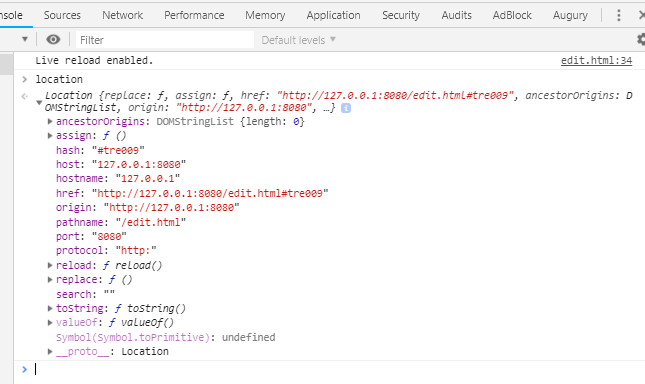 nsole Sources Network Performance Memory Application Security Audits AdBlock Augury
Filter Default levels
Live reload enabled. edit.html:34
location
Location {replace: ƒ, assign: ƒ, href: "http://127.0.0.1:8080/edit.html#tre009", ancestorOrigins: D
OMStringList, origin: "http://127.0.0.1:8080", …}
ancestorOrigins: DOMStringList {length: 0}
assign: ƒ ()
hash: "#tre009"
host: "127.0.0.1:8080"
hostname: "127.0.0.1"
href: "http://127.0.0.1:8080/edit.html#tre009"
origin: "http://127.0.0.1:8080"
pathname: "/edit.html"
port: "8080"
protocol: "http:"
reload: ƒ reload()
replace: ƒ ()
search: ""
toString: ƒ toString()
valueOf: ƒ valueOf()
Symbol(Symbol.toPrimitive): undefined
__proto__: Location